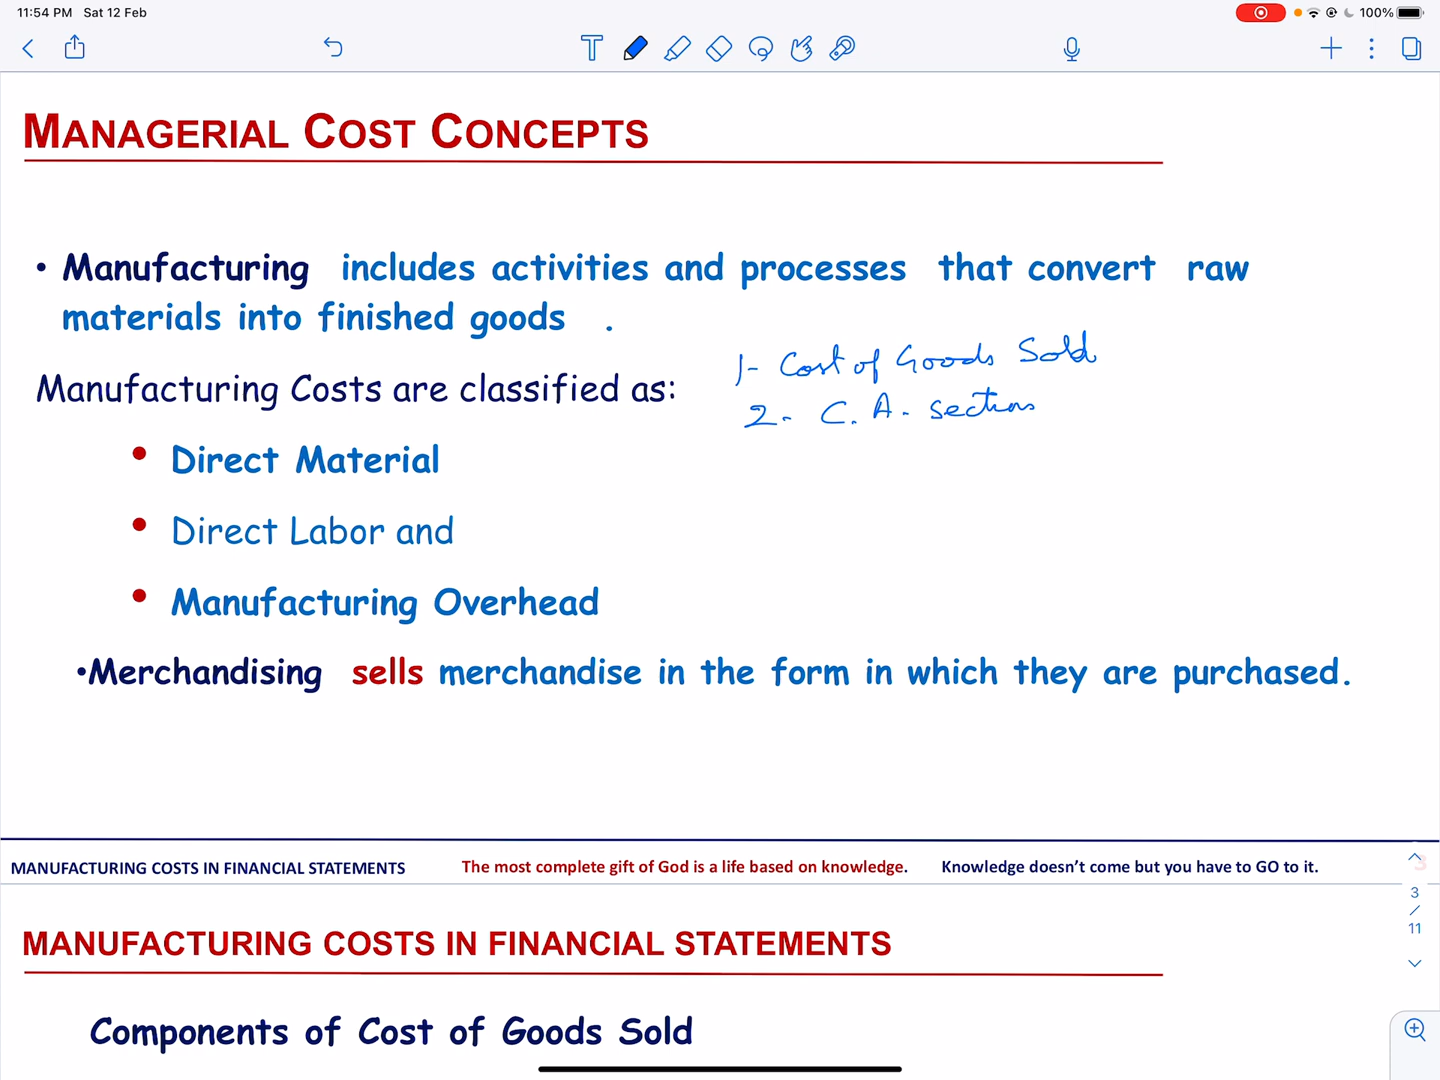 11:54 PM Sat 12 Feb
100%
MANAGERIAL COST CONCEPTS
• Manufacturing includes activities and processes that convert raw
materials into finished goods .
1- Cost of Goods Sold
Manufacturing Costs are classified as:
2- C. A. sections
• Direct Material
• Direct Labor and
• Manufacturing Overhead
•Merchandising sells merchandise in the form in which they are purchased.
MANUFACTURING COSTS IN FINANCIAL STATEMENTS The most complete gift of God is a life based on knowledge. Knowledge doesn't come but you have to GO to it.
3
3
/
11
MANUFACTURING COSTS IN FINANCIAL STATEMENTS
Components of Cost of Goods Sold